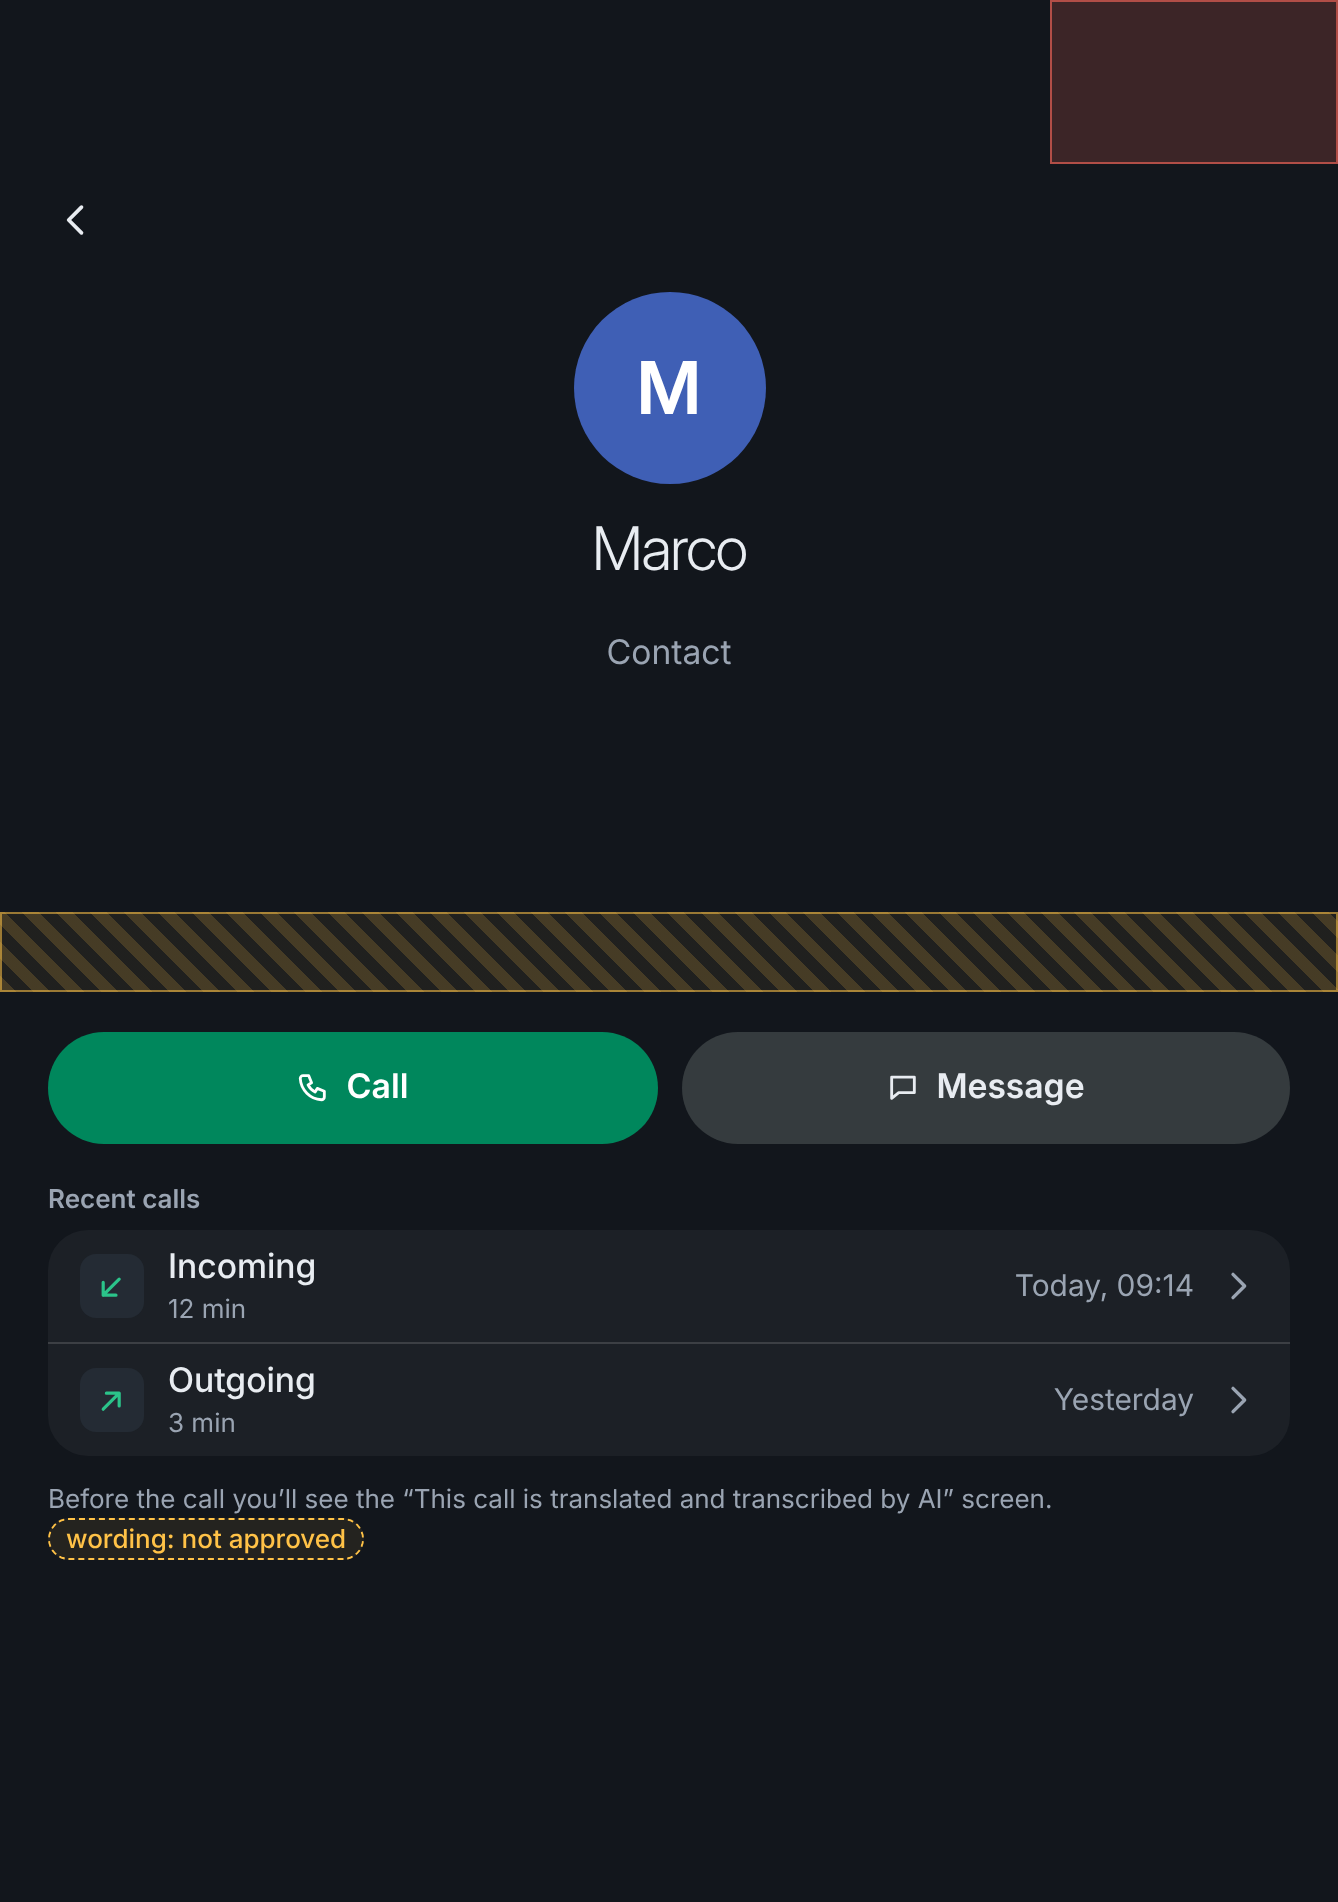 M
Marco
Contact
Call
Message
Recent calls
Incoming
12 min
Today, 09:14
Outgoing
3 min
Yesterday
Before the call you’ll see the “This call is translated and transcribed by AI” screen.
wording: not approved